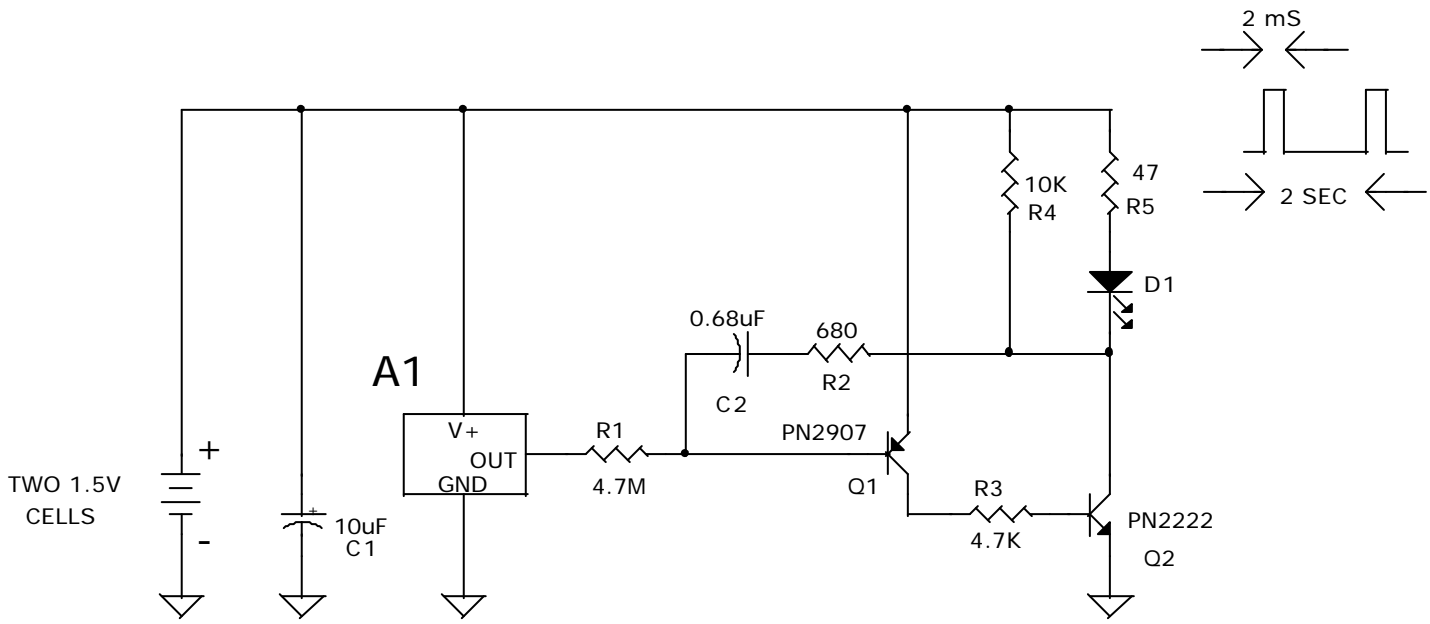 2 mS
2 SEC
10K
R4
47
R5
D1
0.68uF
C2
680
R2
A1
V+
OUT
GND
R1
4.7M
PN2907
Q1
R3
4.7K
PN2222
Q2
+
TWO 1.5V
CELLS
-
+
10uF
C1